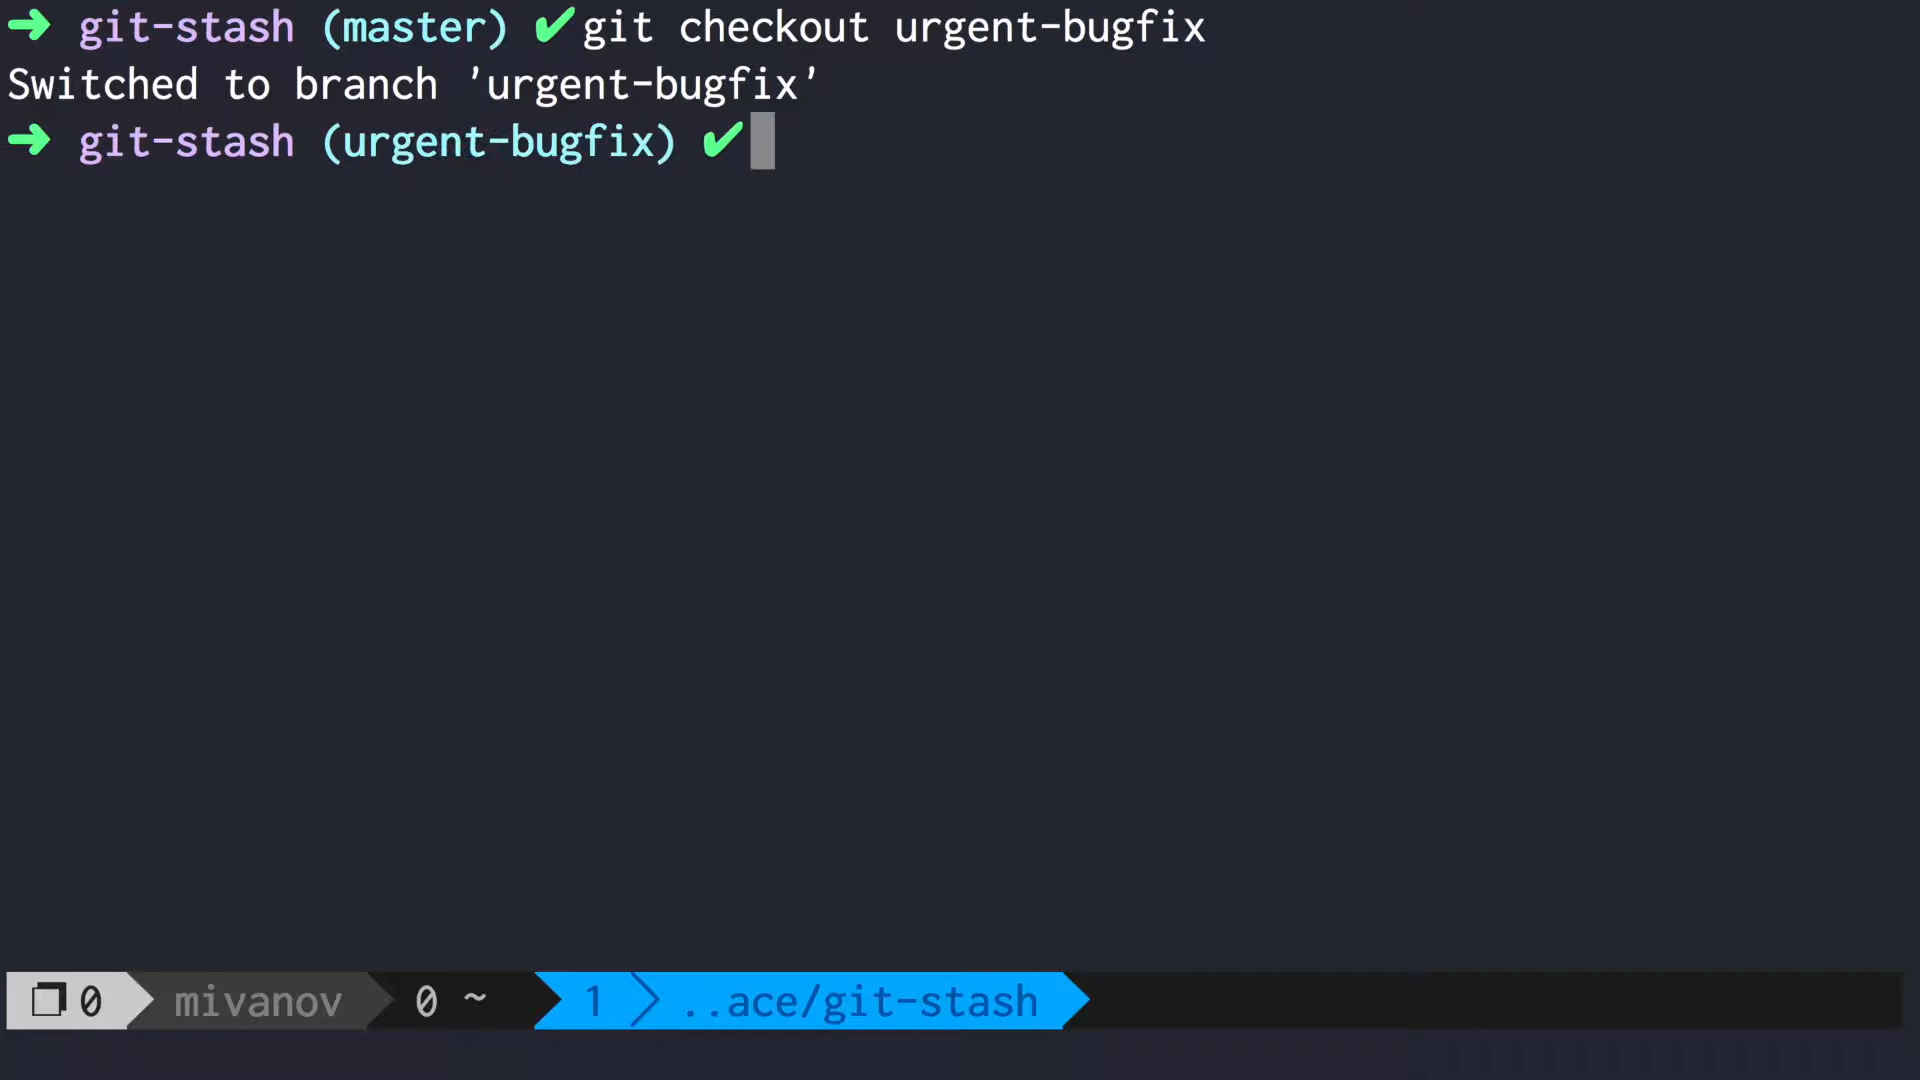 ➜ git-stash (master) ✔git checkout urgent-bugfix
Switched to branch 'urgent-bugfix'
➜ git-stash (urgent-bugfix) ✔
❐ 0 mivanov 0 ~ 1 ..ace/git-stash